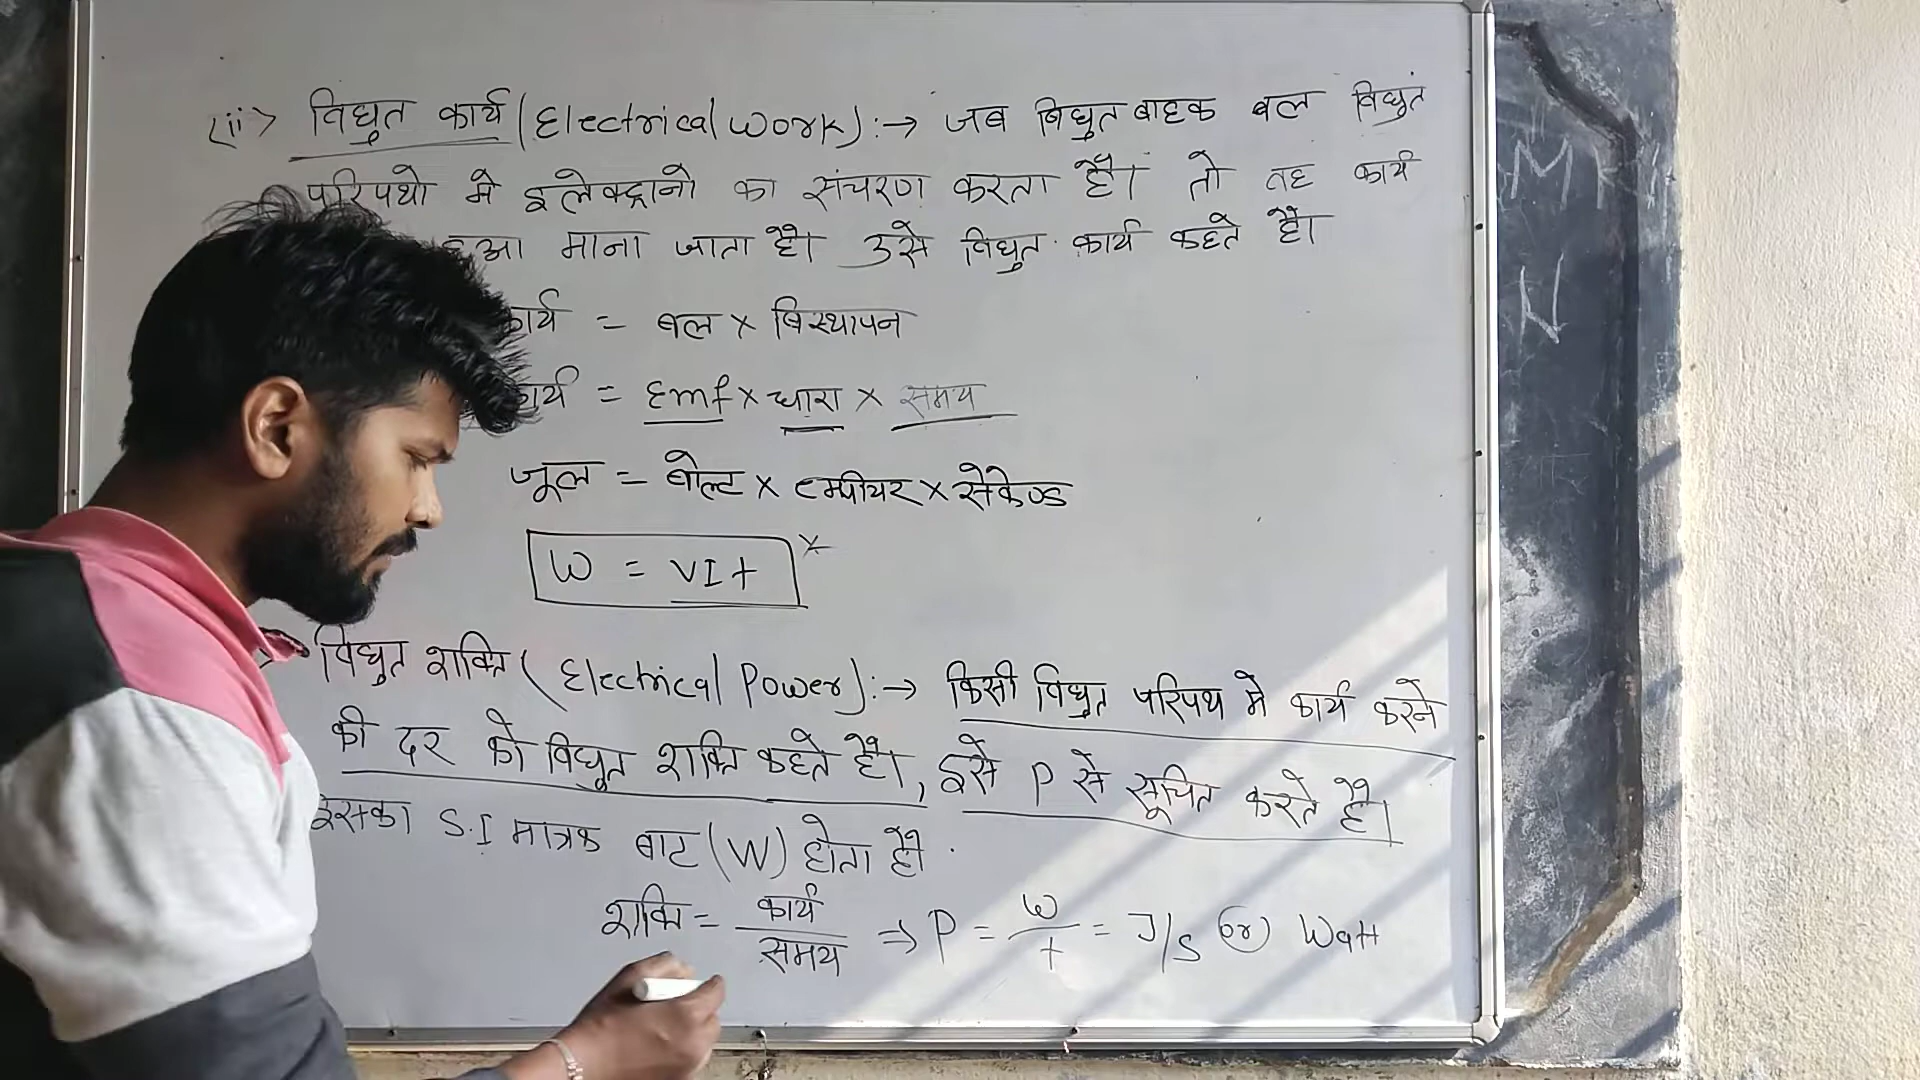 (ii) विधुत कार्य (Electrical work):→ जब विधुत बाहक बल विधुत
परिपथो मे इलेक्ट्रानो का संचरण करता है। तो तह कार्य
हुआ माना जाता है। उसे विधुत कार्य कहते है।
कार्य = बल × विस्थापन
कार्य = Emf × धारा × समय
जूल = बोल्ट × एम्पीयर × सेकेण्ड
W = VIt
विधुत शक्ति (Electrical Power):→ किसी विधुत परिपथ मे कार्य करने
की दर को विधुत शक्ति कहते है।, इसे P से सूचित करते है।
इसका S.I मात्रक बाट (W) होता है
शक्ति = कार्य / समय ⇒ P = W / t = J/s or Watt
M
N